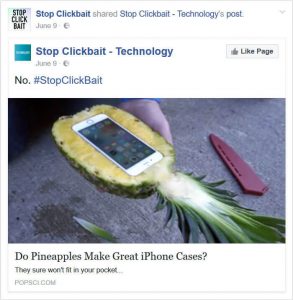 STOP
CLICK
BAIT
Stop Clickbait shared Stop Clickbait - Technology's post.
June 9 ·
Stop Clickbait - Technology
June 9 ·
Like Page
No. #StopClickBait
Do Pineapples Make Great iPhone Cases?
They sure won't fit in your pocket...
POPSCI.COM